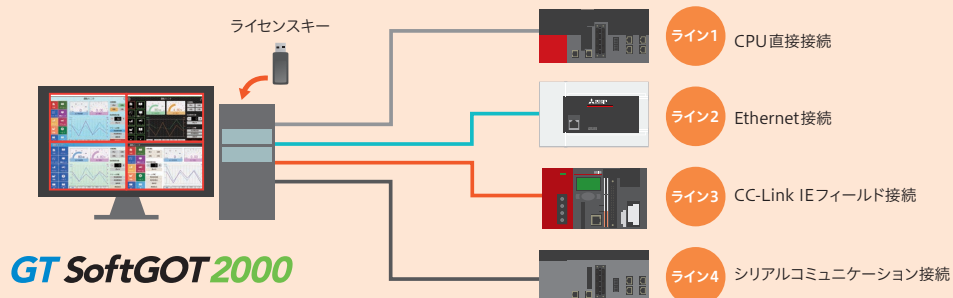 ライセンスキー
ライン1 CPU直接接続
ライン2 Ethernet接続
ライン3 CC-Link IEフィールド接続
ライン4 シリアルコミュニケーション接続
GT SoftGOT2000